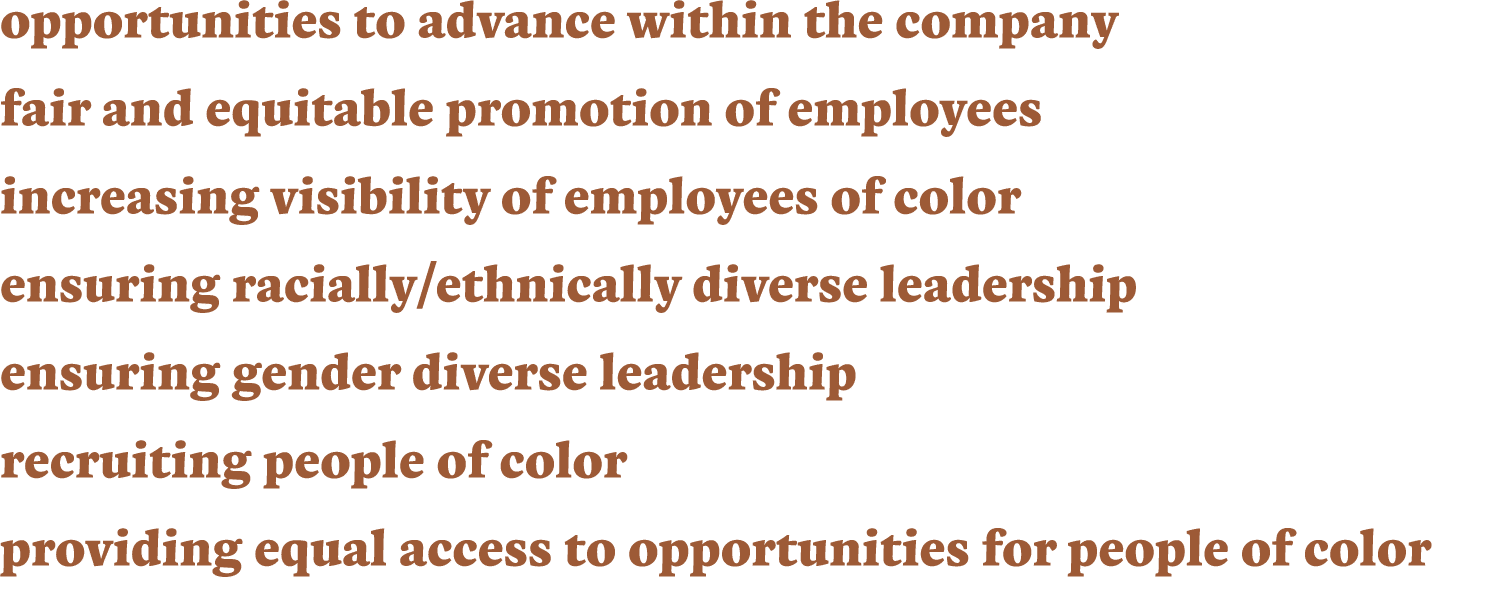 opportunities to advance within the company
fair and equitable promotion of employees
increasing visibility of employees of color
ensuring racially/ethnically diverse leadership
ensuring gender diverse leadership
recruiting people of color
providing equal access to opportunities for people of color